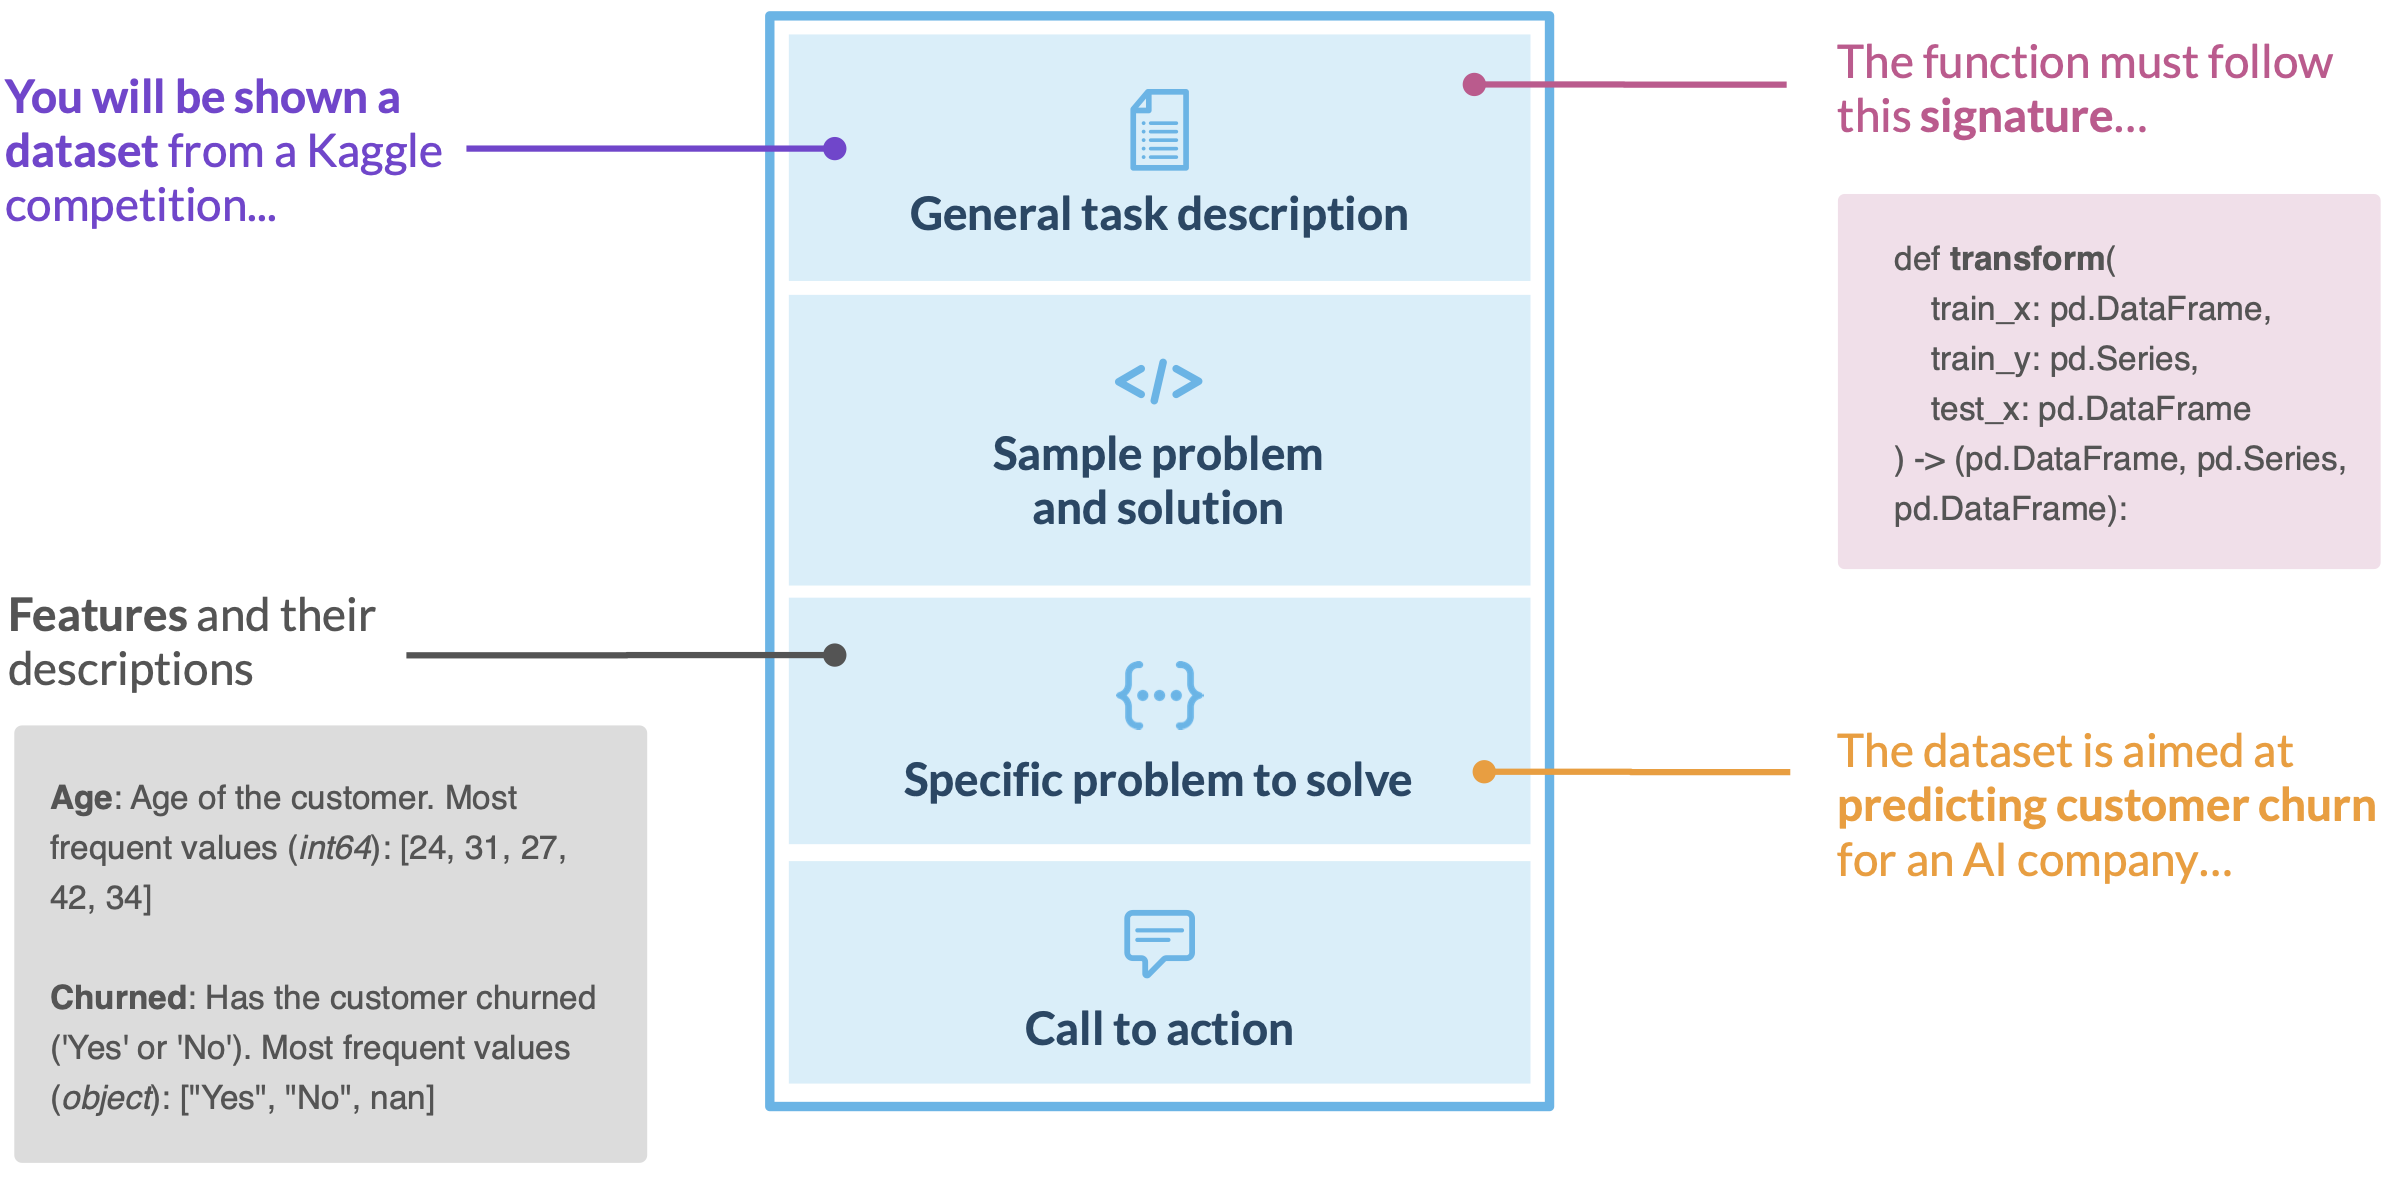 You will be shown a
dataset from a Kaggle
competition...
General task description
The function must follow
this signature...
def transform(
train_x: pd.DataFrame,
train_y: pd.Series,
test_x: pd.DataFrame
) -> (pd.DataFrame, pd.Series,
pd.DataFrame):
</>
Sample problem
and solution
Features and their
descriptions
Age: Age of the customer. Most
frequent values (int64): [24, 31, 27,
42, 34]
Churned: Has the customer churned
('Yes' or 'No'). Most frequent values
(object): ["Yes", "No", nan]
{...}
Specific problem to solve
The dataset is aimed at
predicting customer churn
for an AI company...
Call to action